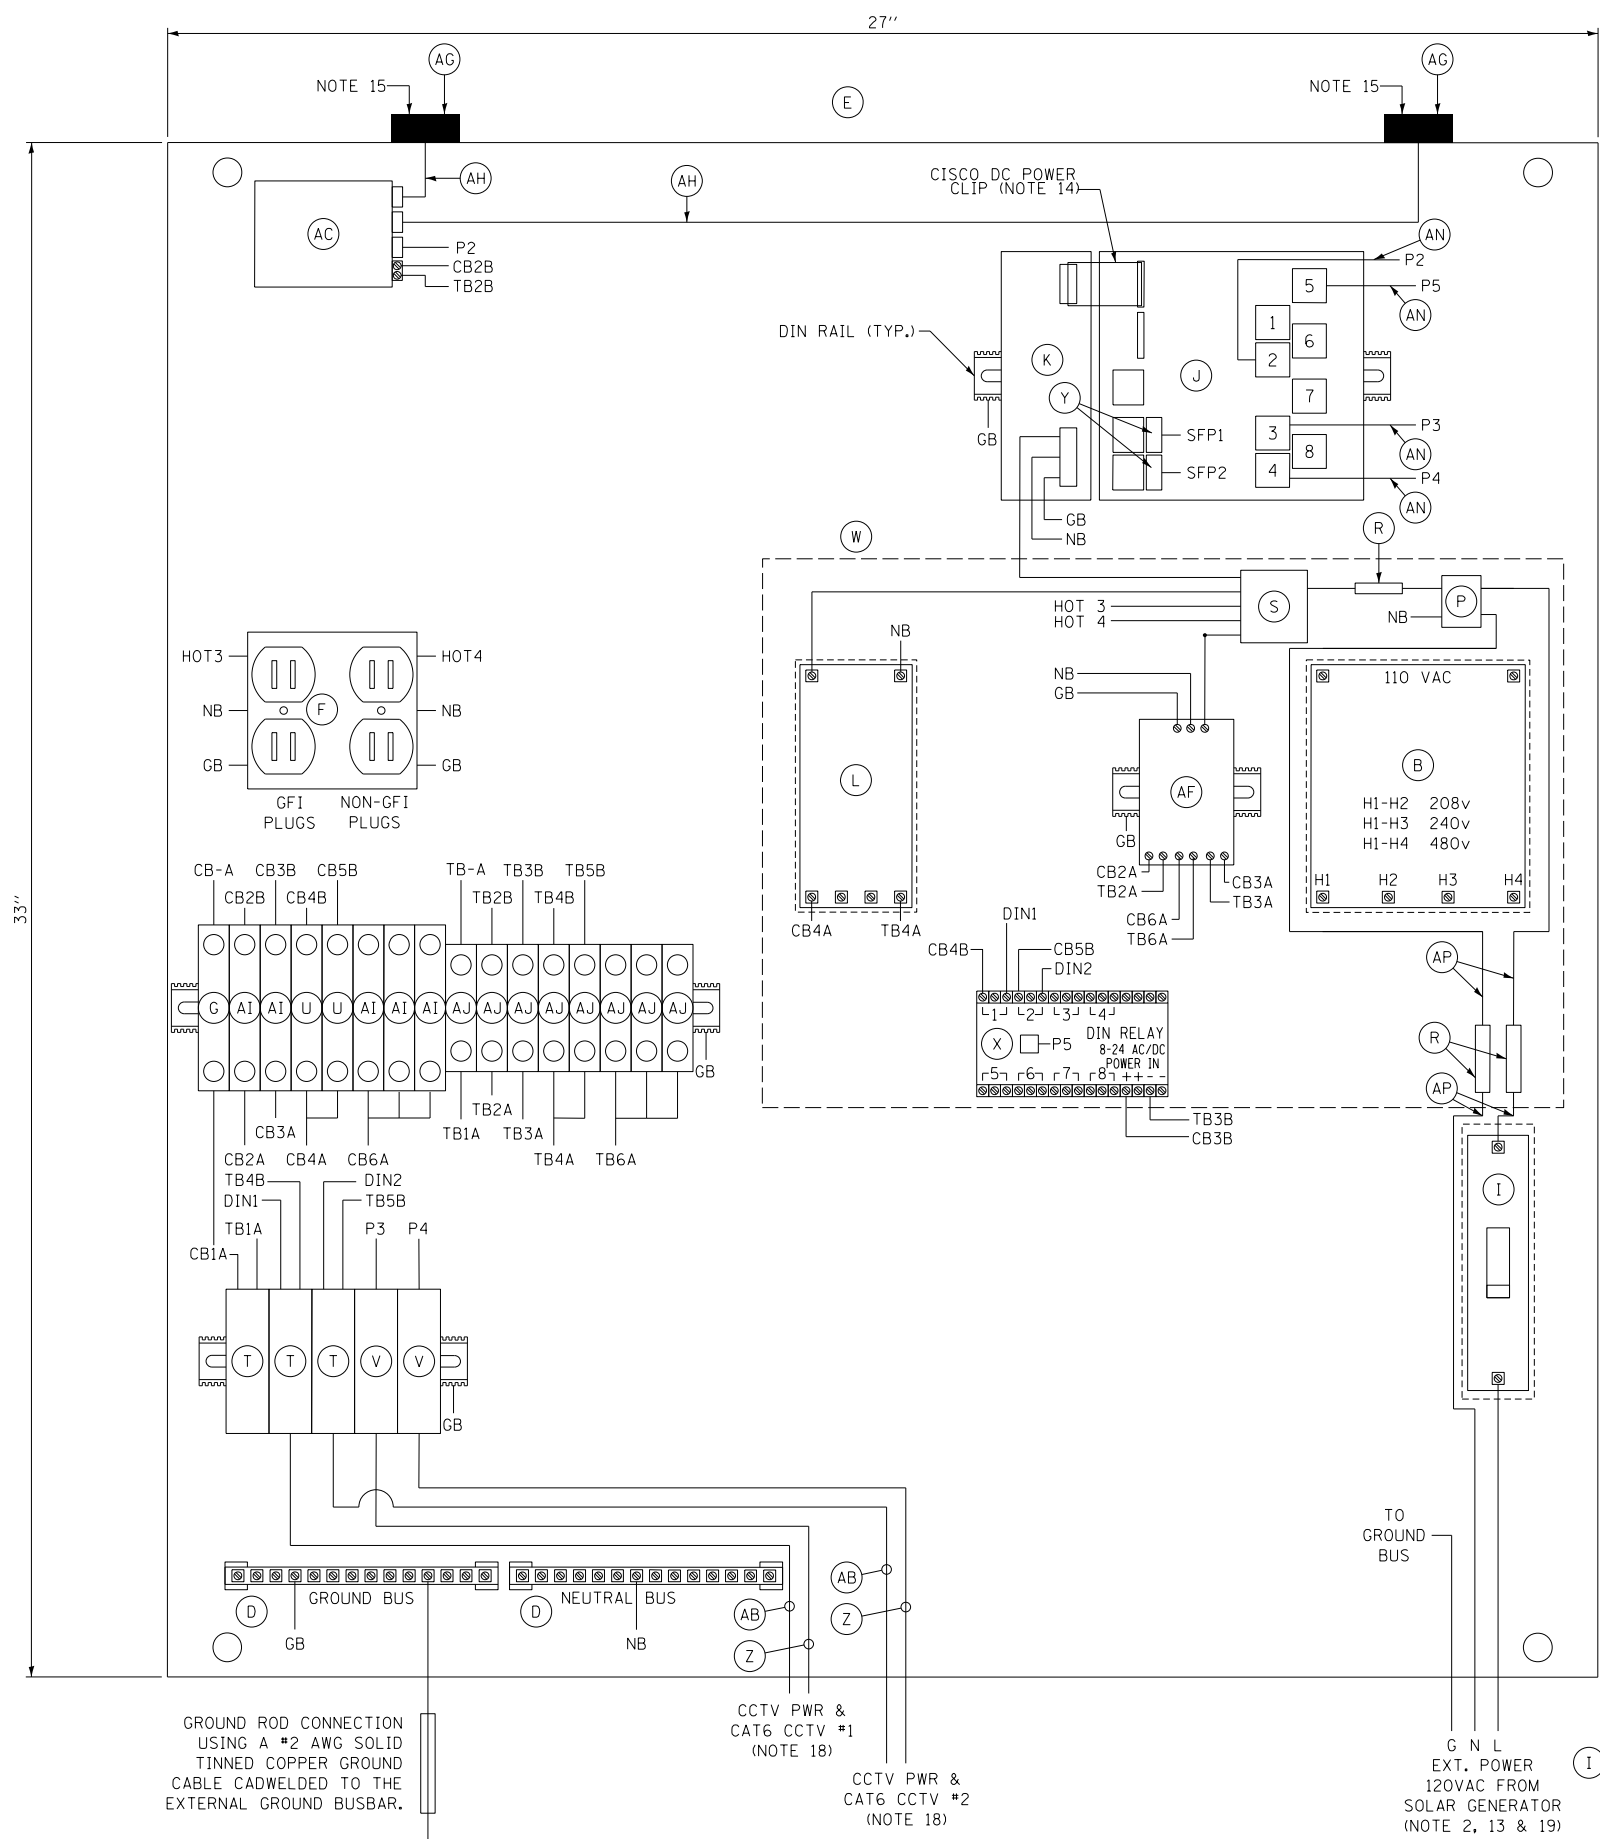 27''
AG
AG
NOTE 15
NOTE 15
E
AH
AH
CISCO DC POWER
CLIP (NOTE 14)
AC
P2
CB2B
TB2B
AN
P2
5
P5
AN
1
6
2
DIN RAIL (TYP.)
K
J
7
Y
GB
SFP1
SFP2
3
P3
AN
8
4
P4
AN
GB
NB
W
R
S
P
HOT 3
HOT 4
NB
NB
HOT3
HOT4
NB
F
NB
GB
GB
GFI
PLUGS
NON-GFI
PLUGS
NB
GB
110 VAC
L
AF
B
H1-H2 208v
H1-H3 240v
H1-H4 480v
GB
H1
H2
H3
H4
CB2A
TB2A
CB6A
TB6A
CB3A
TB3A
CB4A
TB4A
33''
CB-A
CB3B
CB5B
CB2B
CB4B
TB-A
TB3B
TB5B
TB2B
TB4B
G
AI
AI
U
U
AI
AI
AI
AJ
AJ
AJ
AJ
AJ
AJ
AJ
AJ
GB
DIN1
CB4B
CB5B
DIN2
1
2
3
4
X
P5
DIN RELAY
8-24 AC/DC
POWER IN
5
6
7
8
++--
TB3B
CB3B
AP
R
AP
TB2A
CB3A
TB1A
TB3A
CB2A
CB4A
CB6A
TB4A
TB6A
TB4B
DIN2
DIN1
TB5B
TB1A
P3
P4
CB1A
I
T
T
T
V
V
GB
TO
GROUND
BUS
GROUND BUS
NEUTRAL BUS
D
D
GB
NB
AB
Z
AB
Z
GROUND ROD CONNECTION
USING A #2 AWG SOLID
TINNED COPPER GROUND
CABLE CADWELDED TO THE
EXTERNAL GROUND BUSBAR.
CCTV PWR &
CAT6 CCTV #1
(NOTE 18)
CCTV PWR &
CAT6 CCTV #2
(NOTE 18)
G N L
EXT. POWER
120VAC FROM
SOLAR GENERATOR
(NOTE 2, 13 & 19)
I